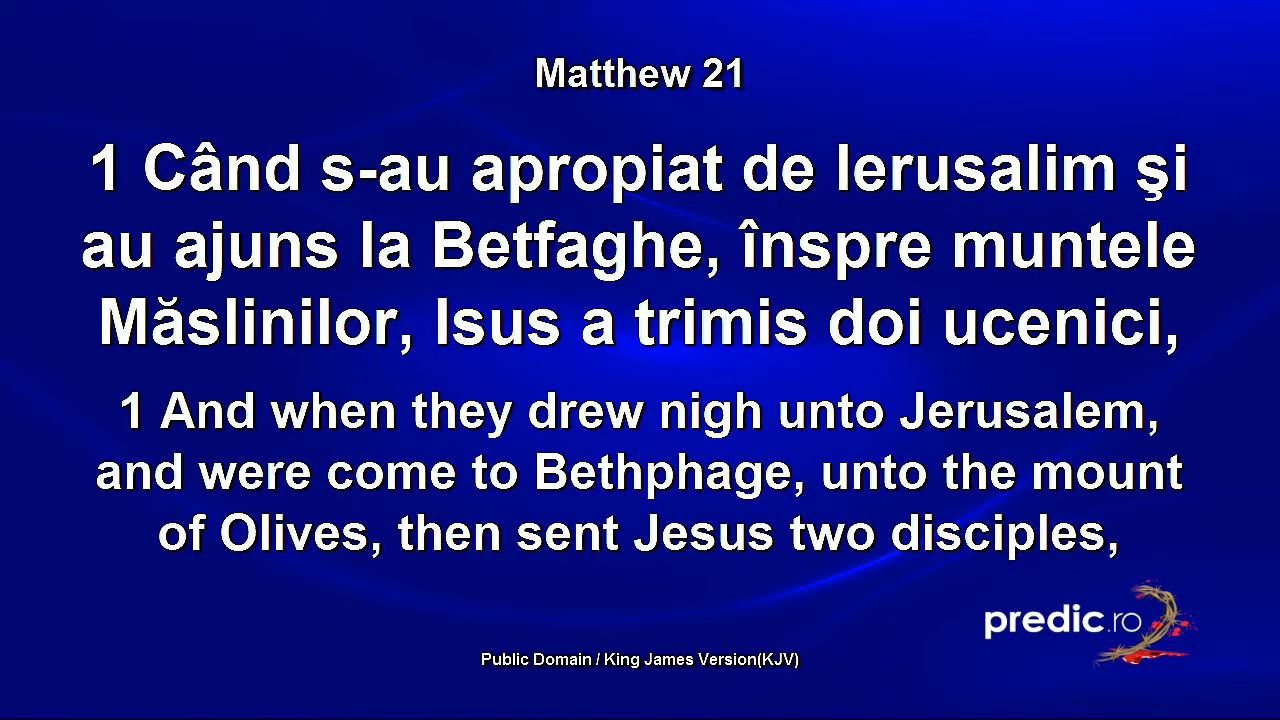 Matthew 21
1 Când s-au apropiat de Ierusalim şi
au ajuns la Betfaghe, înspre muntele
Măslinilor, Isus a trimis doi ucenici,
1 And when they drew nigh unto Jerusalem,
and were come to Bethphage, unto the mount
of Olives, then sent Jesus two disciples,
predic.ro
Public Domain / King James Version(KJV)